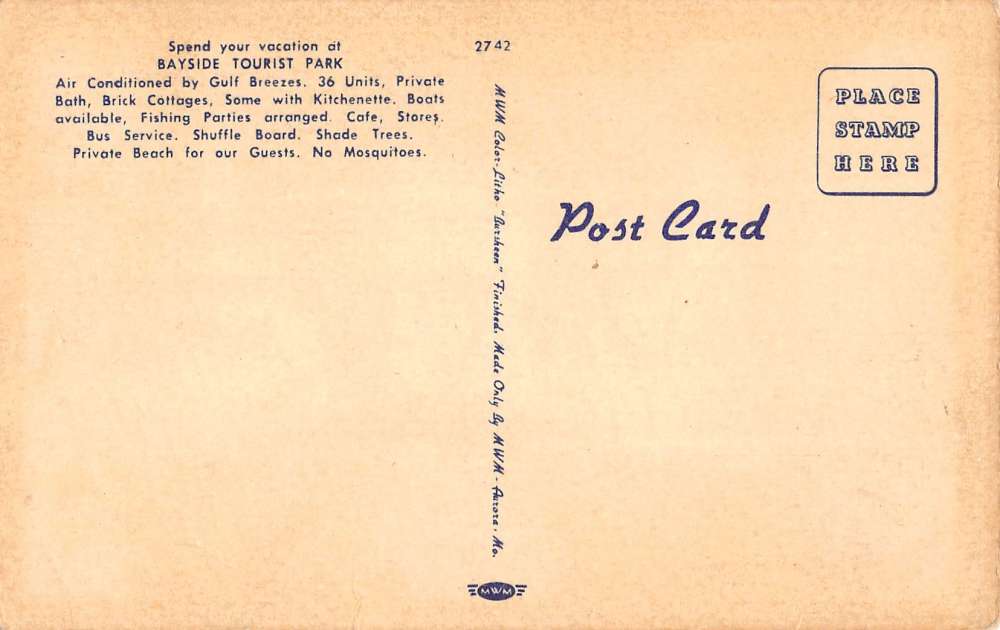 Spend your vacation at
BAYSIDE TOURIST PARK
Air Conditioned by Gulf Breezes. 36 Units, Private
Bath, Brick Cottages, Some with Kitchenette. Boats
available, Fishing Parties arranged. Cafe, Stores.
Bus Service. Shuffle Board. Shade Trees.
Private Beach for our Guests. No Mosquitoes.
2742
MWM Color-Litho "Dursheen" Finished. Made Only By MWM - Aurora, Mo.
MWM
Post Card
PLACE
STAMP
HERE